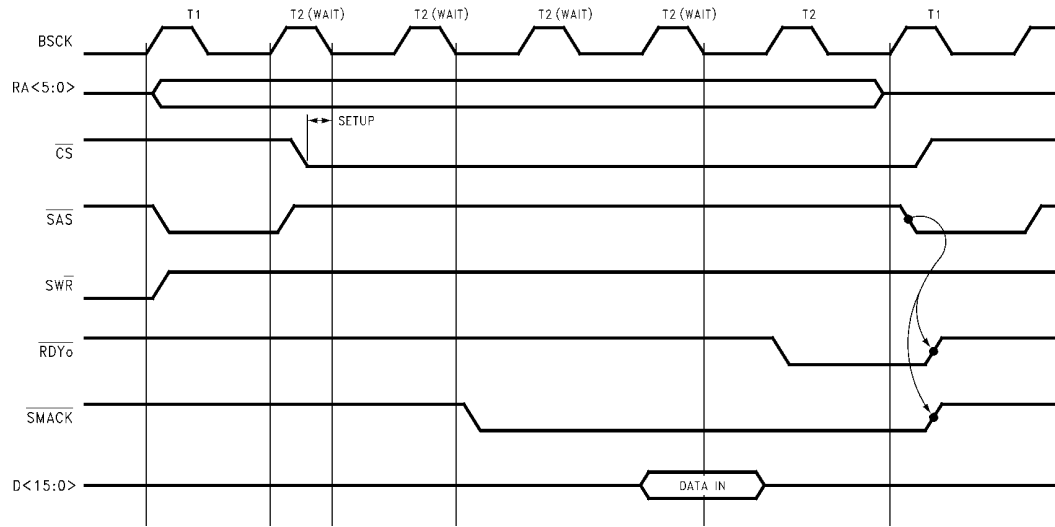 T1 T2 (WAIT) T2 (WAIT) T2 (WAIT) T2 (WAIT) T2 T1
BSCK
RA<5:0>
SETUP
CS
SAS
SWR
RDYo
SMACK
D<15:0> DATA IN